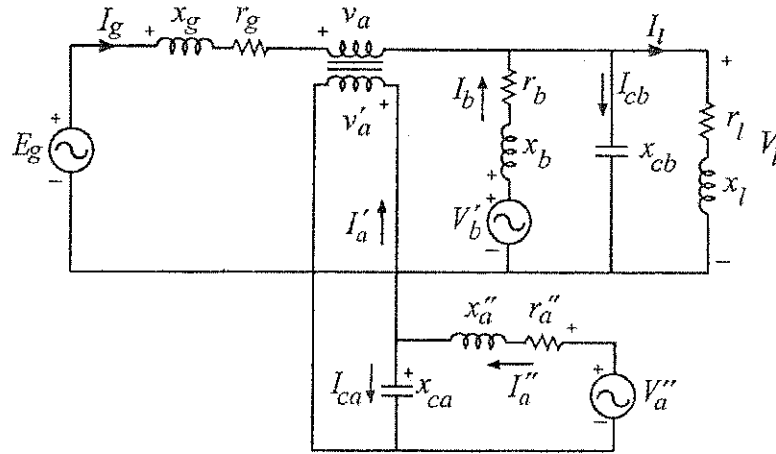 I_g
x_g
r_g
v_a
I_l
+
+
+
v'_a
+
I_b
r_b
I_cb
r_l
V_l
E_g
+
−
x_b
x_cb
x_l
I'_a
V'_b
+
+
−
−
x''_a
r''_a
+
I_ca
+
x_ca
I''_a
+
−
V''_a